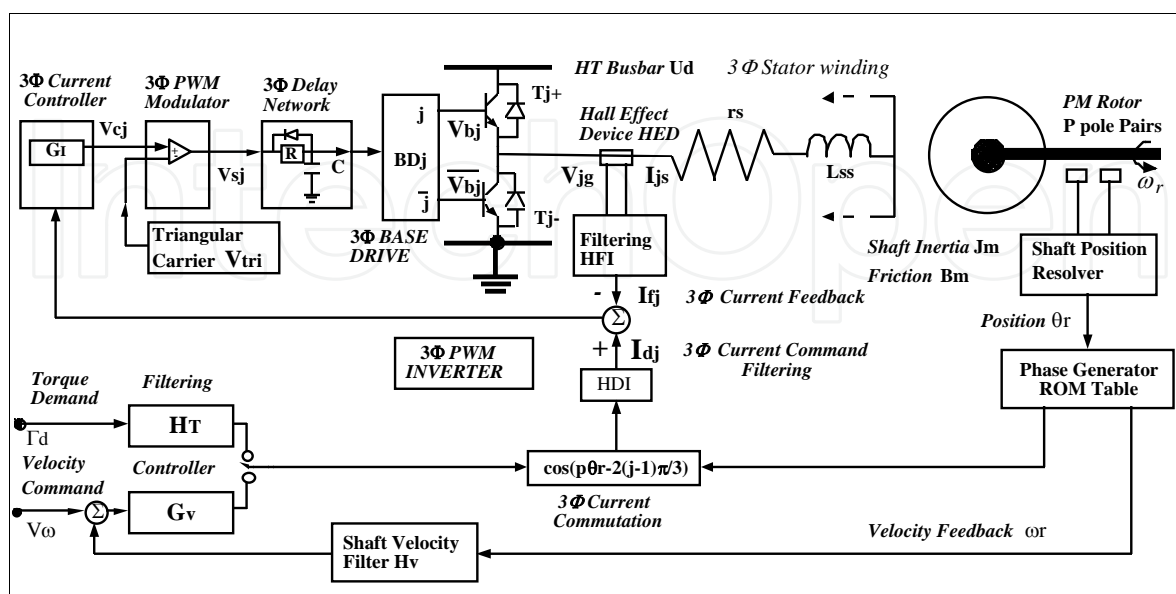 3Φ Current
Controller
3Φ PWM
Modulator
3Φ Delay
Network
GI
Vcj
Vsj
R
C
Triangular
Carrier Vtri
j
BDj
j
3Φ BASE
DRIVE
Vbj
Vbj
HT Busbar Ud
Tj+
Tj-
Hall Effect
Device HED
Vjg
Ijs
3Φ Stator winding
rs
Lss
PM Rotor
P pole Pairs
ωr
Filtering
HFI
Shaft Inertia Jm
Friction Bm
Shaft Position
Resolver
- Ifj
3Φ Current Feedback
Σ
+ Idj
3Φ Current Command
Filtering
Position θr
3Φ PWM
INVERTER
HDI
Phase Generator
ROM Table
Torque
Demand
Filtering
HT
Γd
Velocity
Command
Controller
Gv
Vω
Σ
cos(pθr-2(j-1)π/3)
3Φ Current
Commutation
Shaft Velocity
Filter Hv
Velocity Feedback ωr
IntechOpen